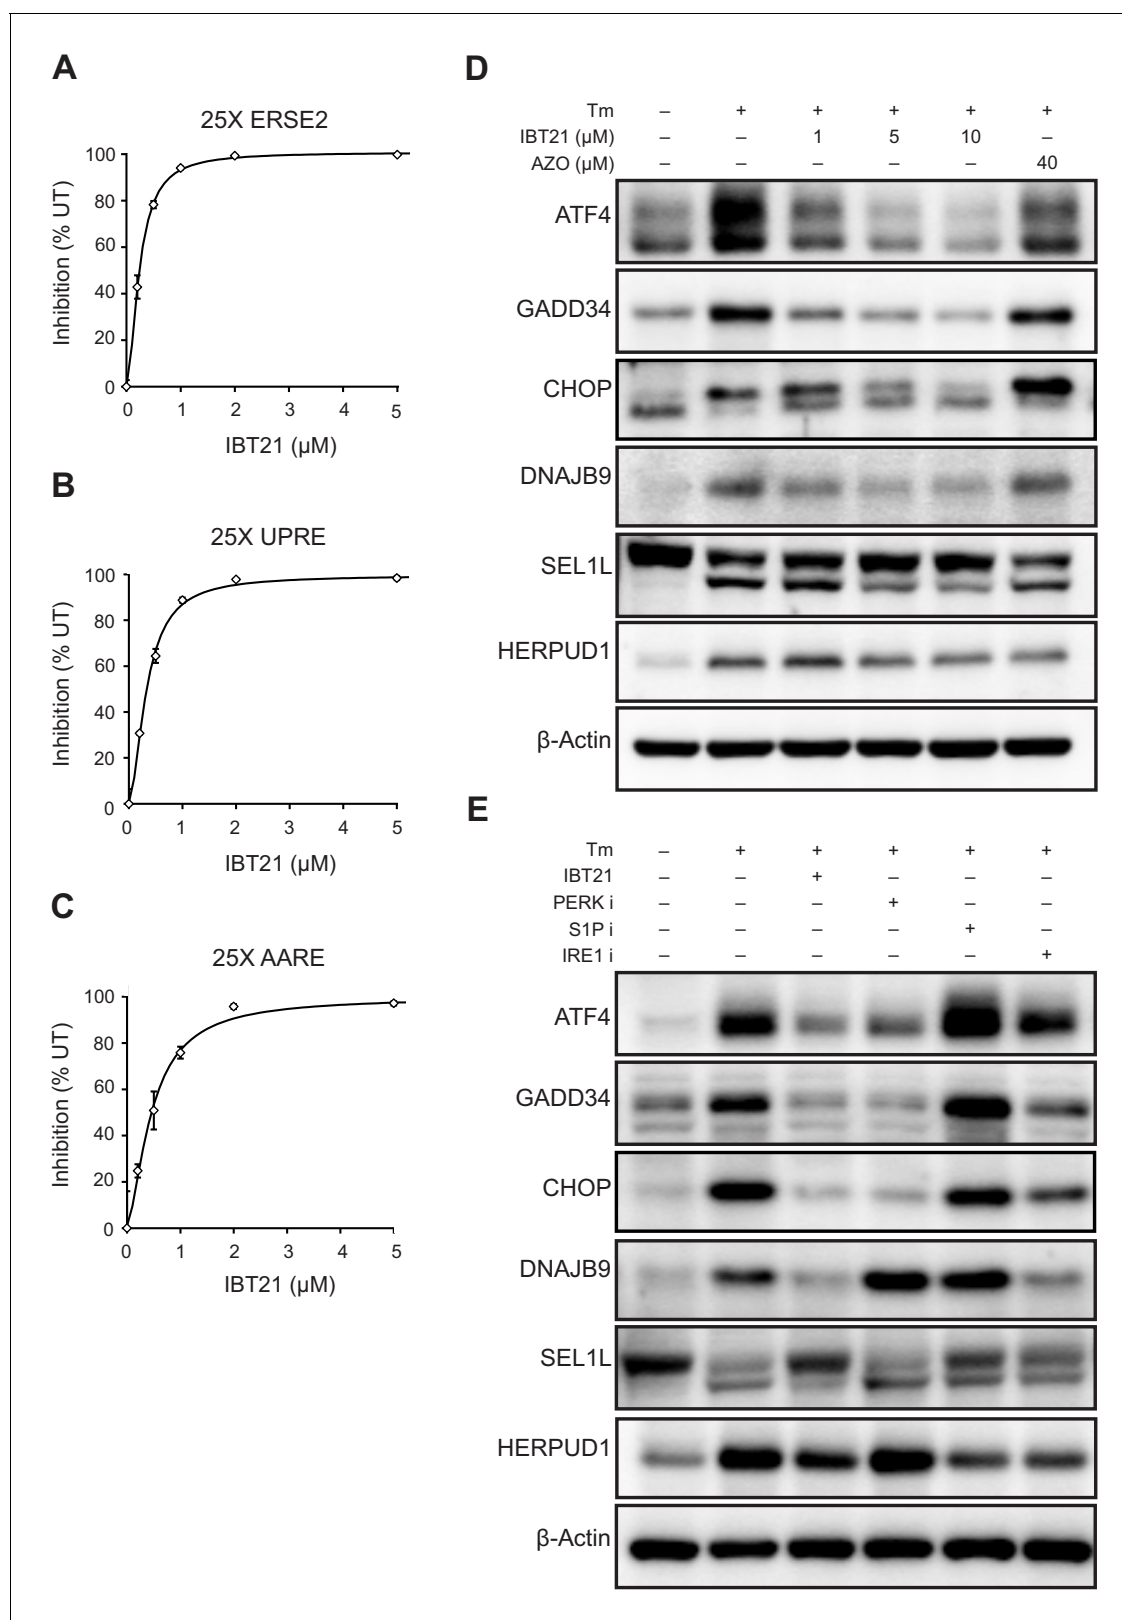 A
25X ERSE2
Inhibition (% UT)
100
80
60
40
20
0
0 1 2 3 4 5
IBT21 (µM)
B
25X UPRE
Inhibition (% UT)
100
80
60
40
20
0
0 1 2 3 4 5
IBT21 (µM)
C
25X AARE
Inhibition (% UT)
100
80
60
40
20
0
0 1 2 3 4 5
IBT21 (µM)
D
Tm – + + + + +
IBT21 (µM) – – 1 5 10 –
AZO (µM) – – – – – 40
ATF4
GADD34
CHOP
DNAJB9
SEL1L
HERPUD1
β-Actin
E
Tm – + + + + +
IBT21 – – + – – –
PERK i – – – + – –
S1P i – – – – + –
IRE1 i – – – – – +
ATF4
GADD34
CHOP
DNAJB9
SEL1L
HERPUD1
β-Actin